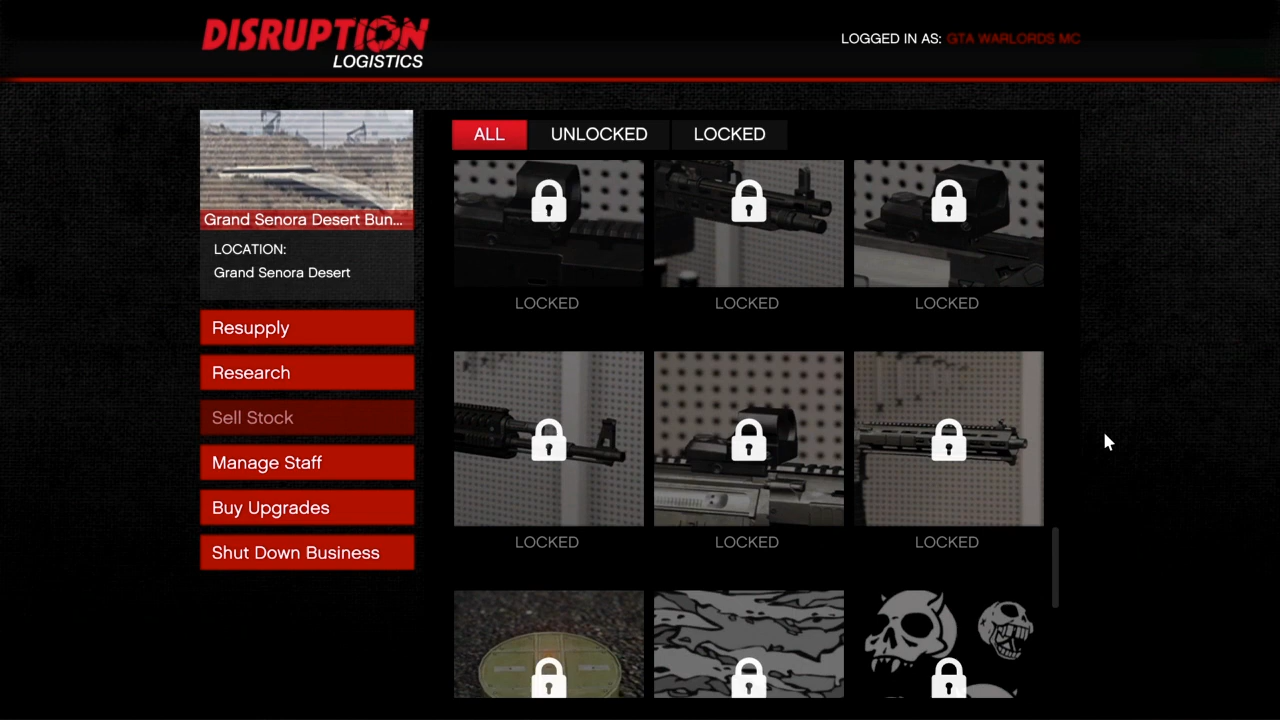 DISRUPTION
LOGISTICS
LOGGED IN AS: GTA WARLORDS MC
Grand Senora Desert Bun...
LOCATION:
Grand Senora Desert
Resupply
Research
Sell Stock
Manage Staff
Buy Upgrades
Shut Down Business
ALL UNLOCKED LOCKED
LOCKED LOCKED LOCKED
LOCKED LOCKED LOCKED